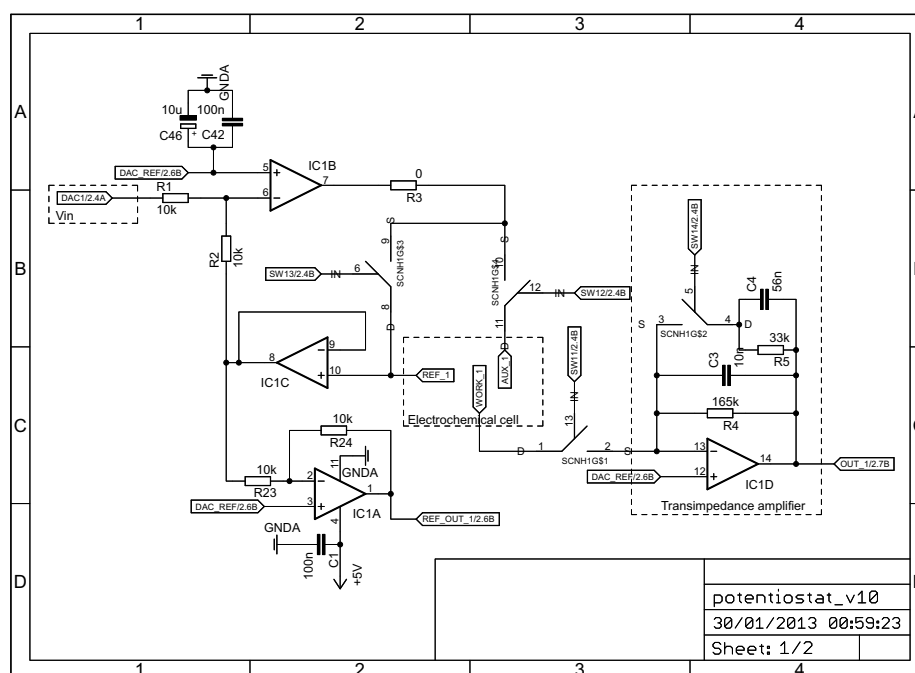 1 2 3 4
A
GNDA
10u 100n
C46 + C42
DAC_REF/2.6B
5 + IC1B
7
6 -
0
R3
DAC1/2.4A
R1
10k
Vin
B
R2
10k
SW13/2.4B
IN
6
9
S
SCNH1G$3
8
D
S
10
SCNH1G$4
12
IN
SW12/2.4B
11
D
AUX_1
SW14/2.4B
IN
5
S
3
SCNH1G$2
4
D
C4
56n
33k
R5
C3
10n
165k
R4
8
IC1C
- 9
+ 10
REF_1
WORK_1
Electrochemical cell
SW11/2.4B
IN
13
D
1
SCNH1G$1
2
S
C
13 -
14
12 +
IC1D
DAC_REF/2.6B
OUT_1/2.7B
Transimpedance amplifier
10k
R24
10k
R23
2 -
11
GNDA
1
DAC_REF/2.6B
3 +
IC1A
4
REF_OUT_1/2.6B
GNDA
100n
C1
+5V
D
potentiostat_v10
30/01/2013 00:59:23
Sheet: 1/2
1 2 3 4